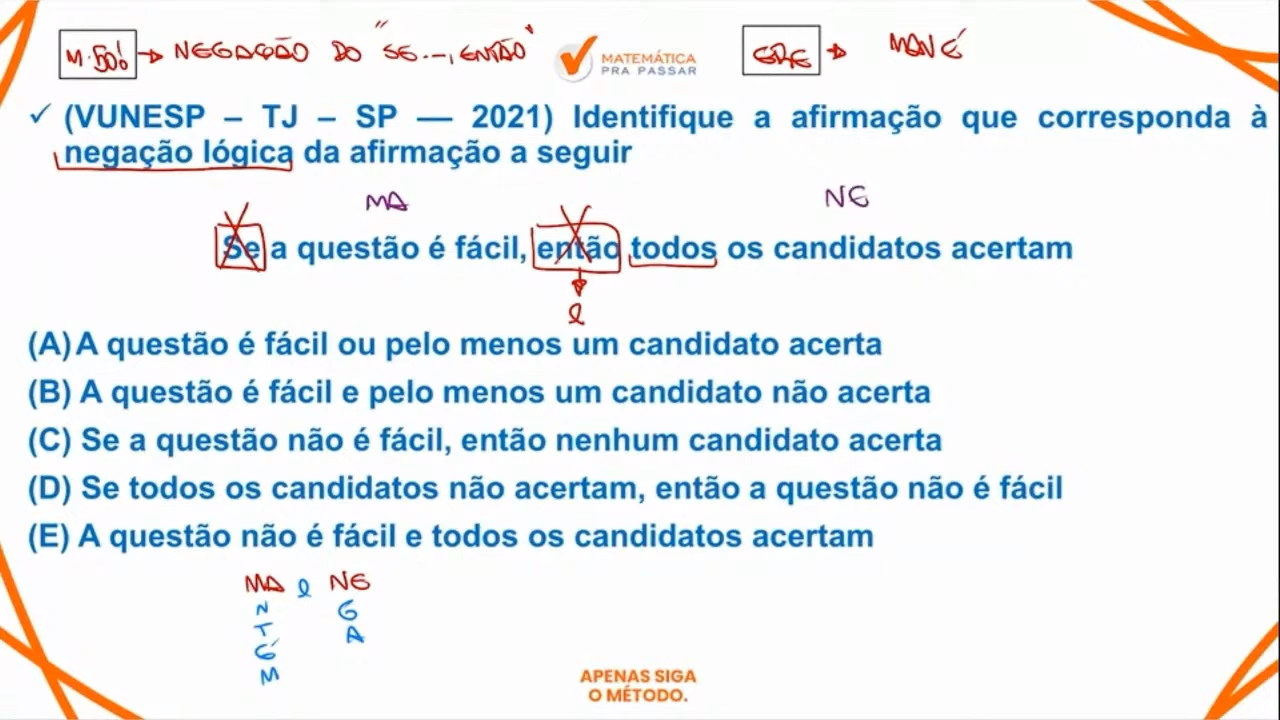 → NEGAÇÃO DO "SE..., ENTÃO"
MATEMÁTICA
PRA PASSAR
→ MANÉ
✓ (VUNESP – TJ – SP — 2021) Identifique a afirmação que corresponda à
negação lógica da afirmação a seguir
MA NE
Se a questão é fácil, então todos os candidatos acertam
e
(A) A questão é fácil ou pelo menos um candidato acerta
(B) A questão é fácil e pelo menos um candidato não acerta
(C) Se a questão não é fácil, então nenhum candidato acerta
(D) Se todos os candidatos não acertam, então a questão não é fácil
(E) A questão não é fácil e todos os candidatos acertam
MA e NE
N G
T A
É
M
APENAS SIGA
O MÉTODO.